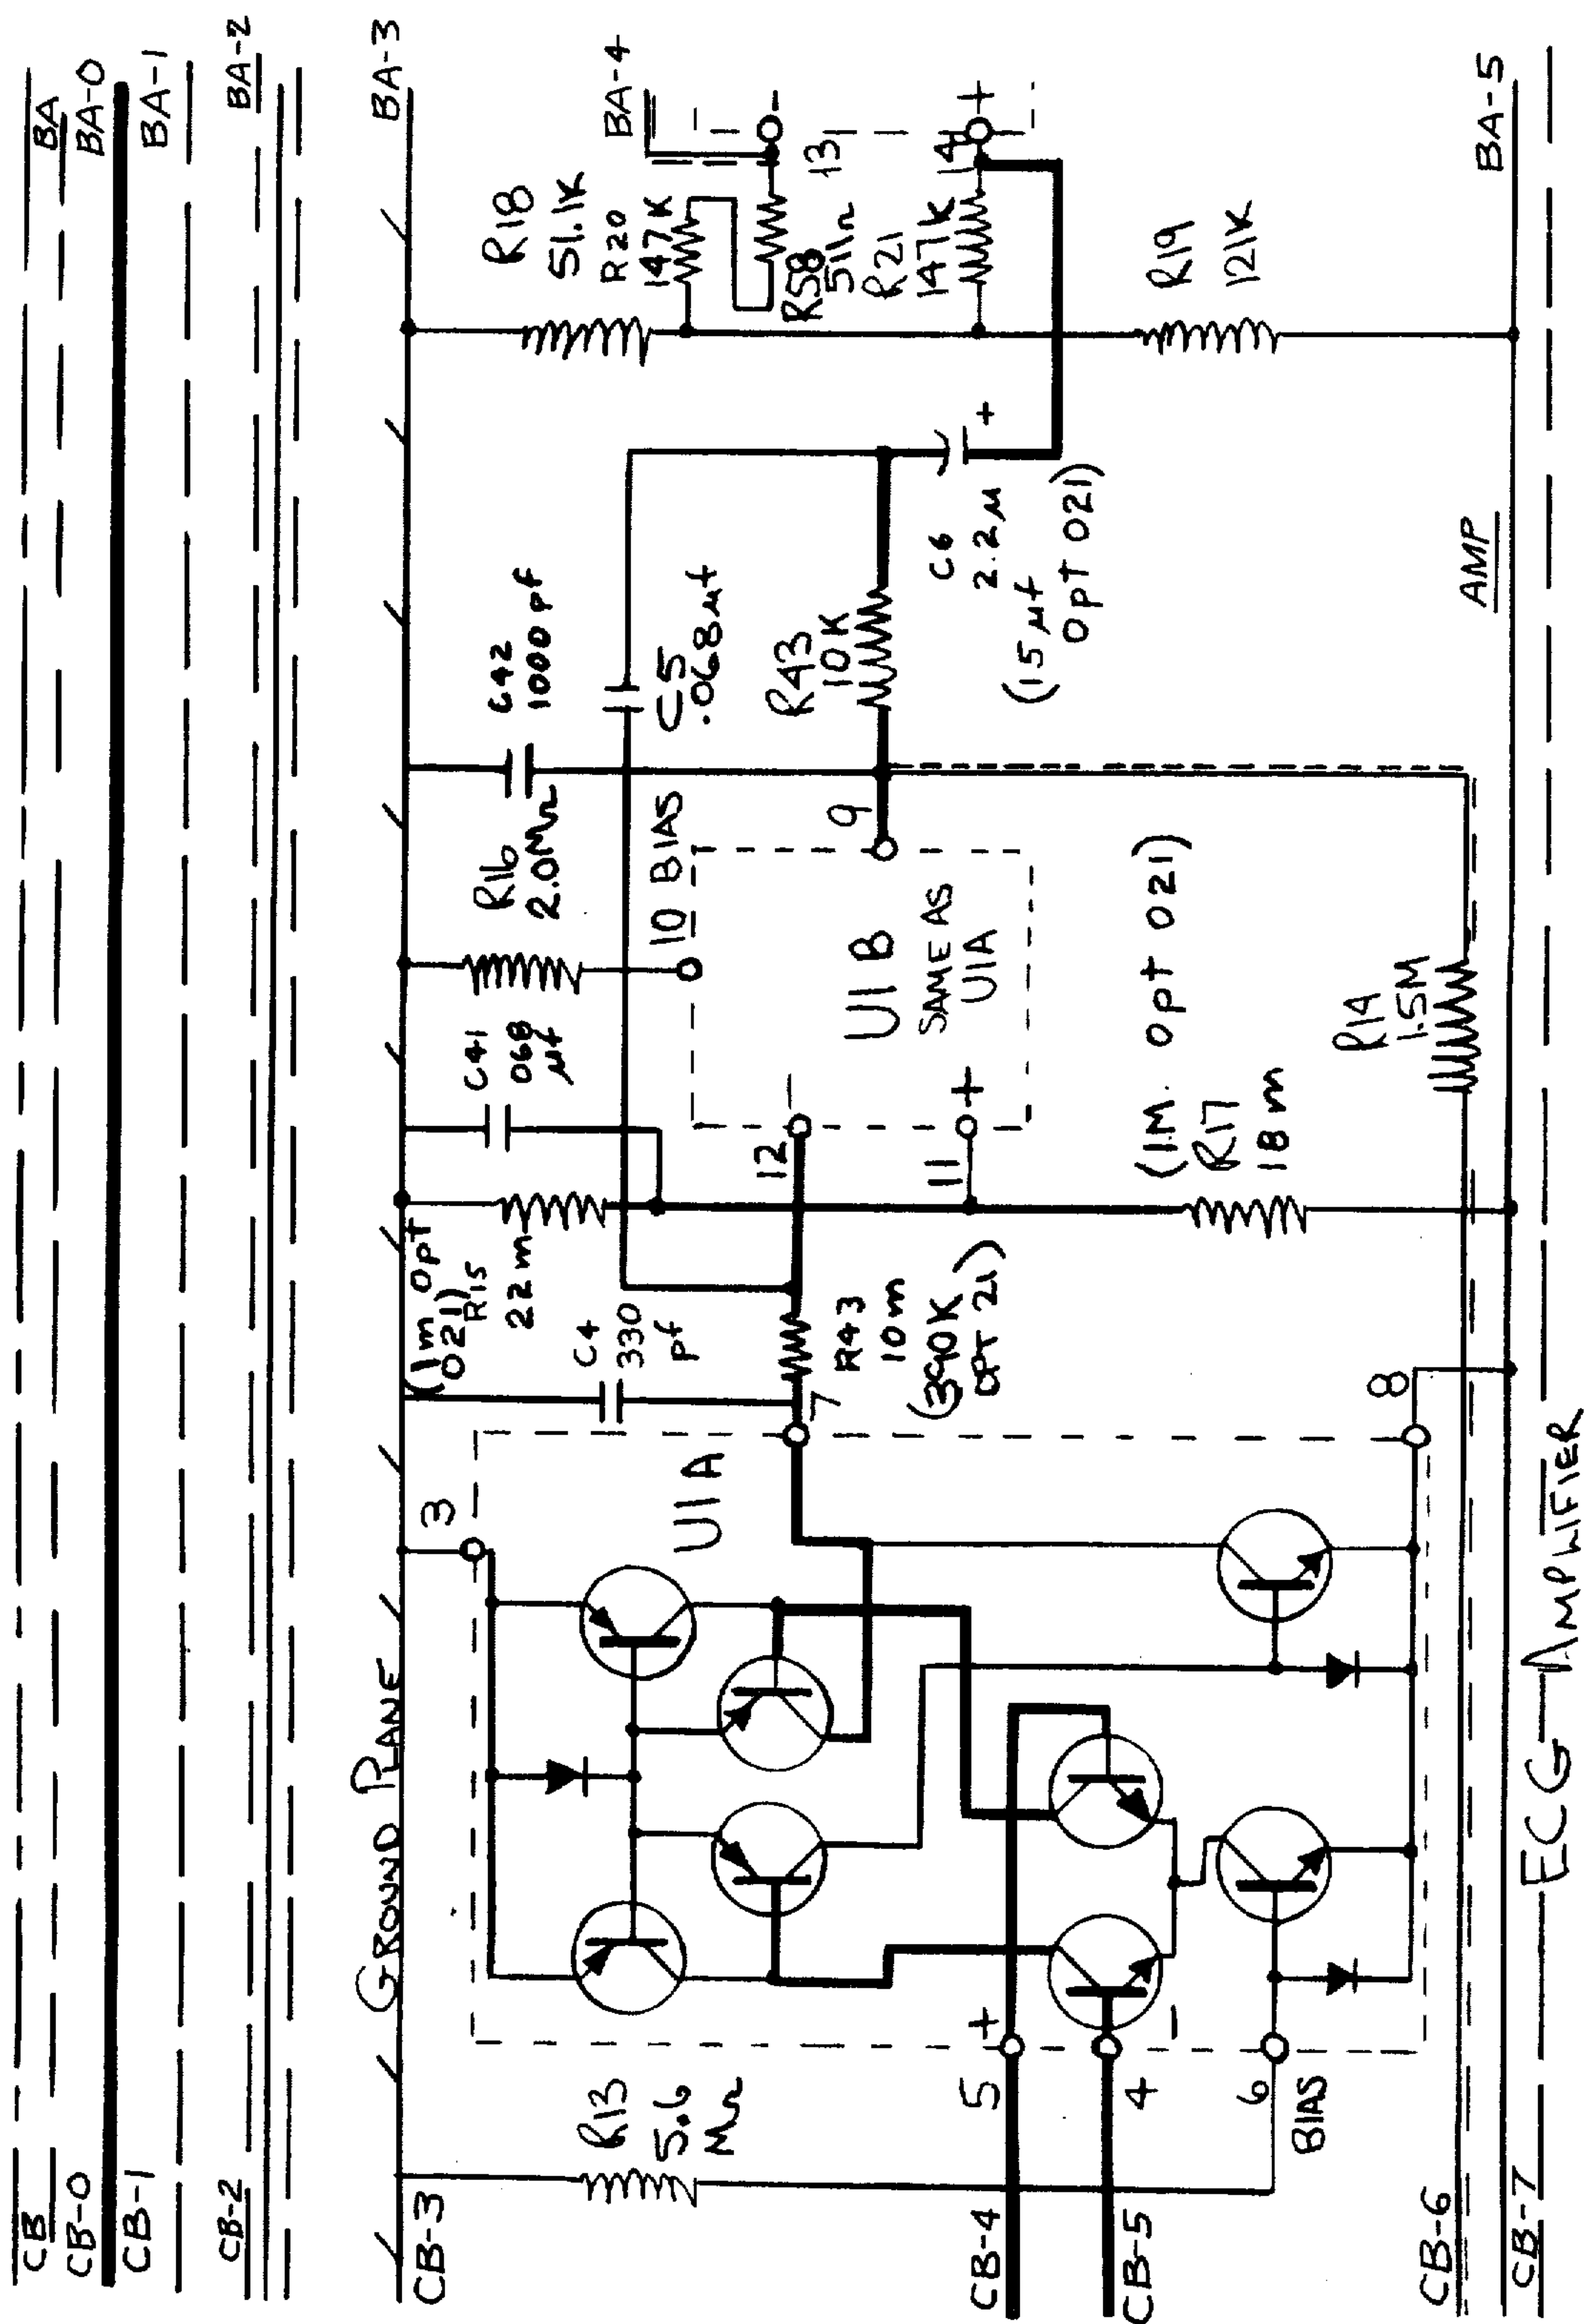 CB
CB-0
CB-1
CB-2
BA
BA-0
BA-1
BA-2
BA-3
CB-3
GROUND PLANE
R13
5.6
MΩ
3
U1A
+
5
4
-
6
BIAS
CB-4
CB-5
CB-6
CB-7
7
8
(1m Opt
021)
R15
22m
C4
330
pf
R43
10m
(390K
OPT 21)
C41
068
μf
R16
2.0MΩ
10 BIAS
C42
1000pf
C5
.068μf
12
-
11
+
U1B
SAME AS
U1A
9
R43
10K
C6
2.2μ
+
(15μf
Opt 021)
(1M. Opt 021)
R17
18m
R14
1.5M
R18
51.1K
R20
147K
R58
511Ω
R21
147K
R19
121K
BA-4
-
13
14
+
AMP
BA-5
ECG-AMPLIFIER